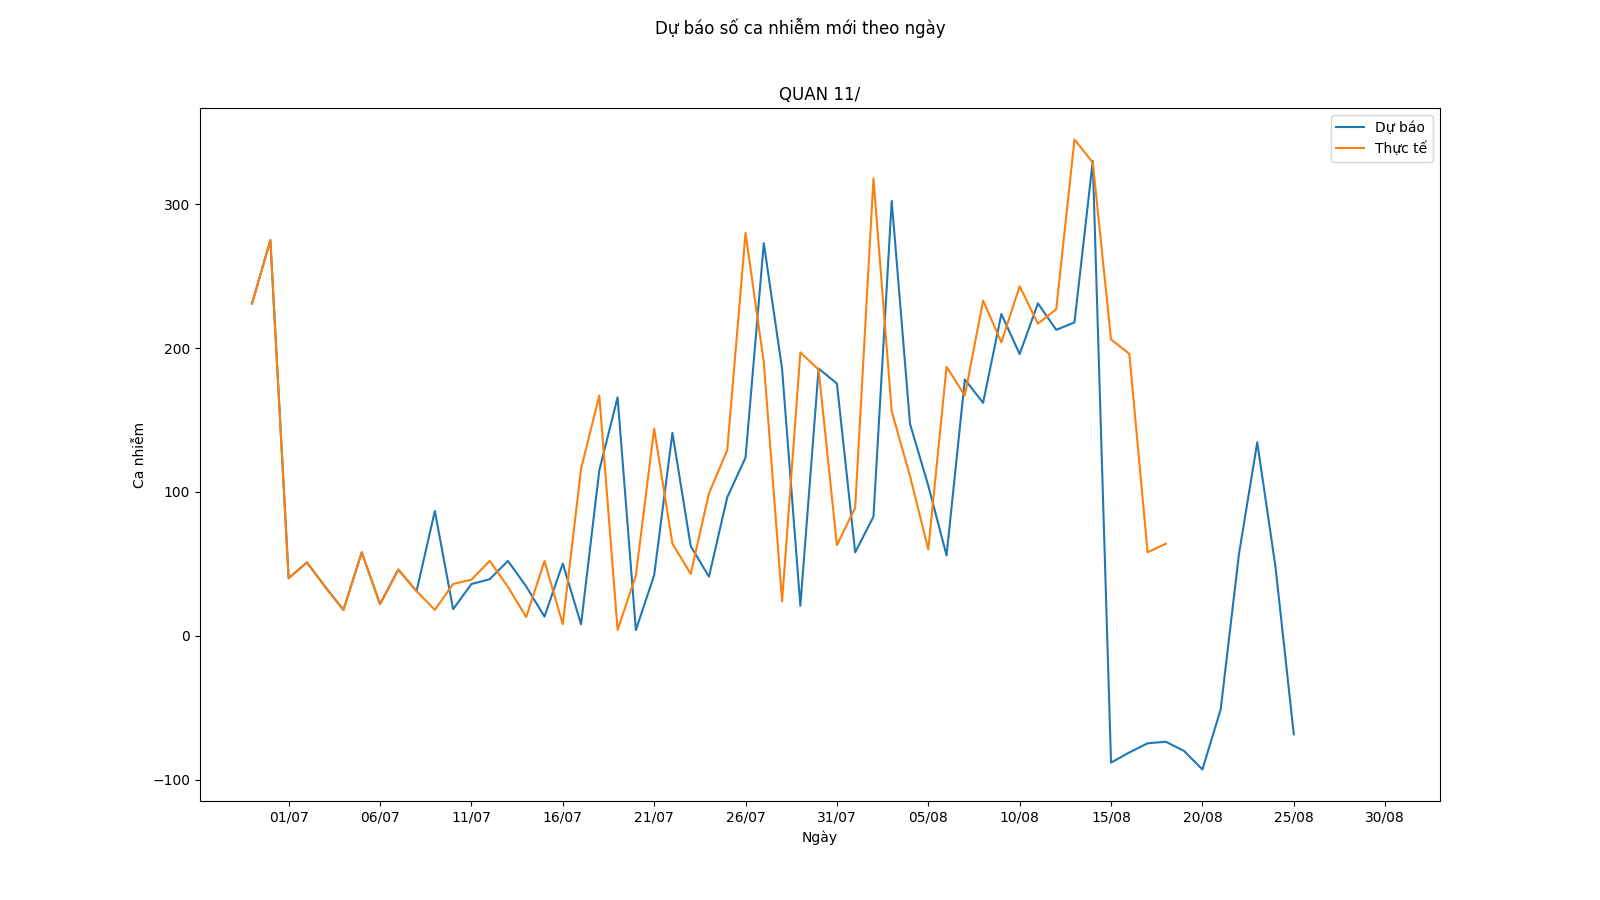 Dự báo số ca nhiễm mới theo ngày
QUAN 11/
Dự báo
Thực tế
Ca nhiễm
300
200
100
0
−100
01/07 06/07 11/07 16/07 21/07 26/07 31/07 05/08 10/08 15/08 20/08 25/08 30/08
Ngày